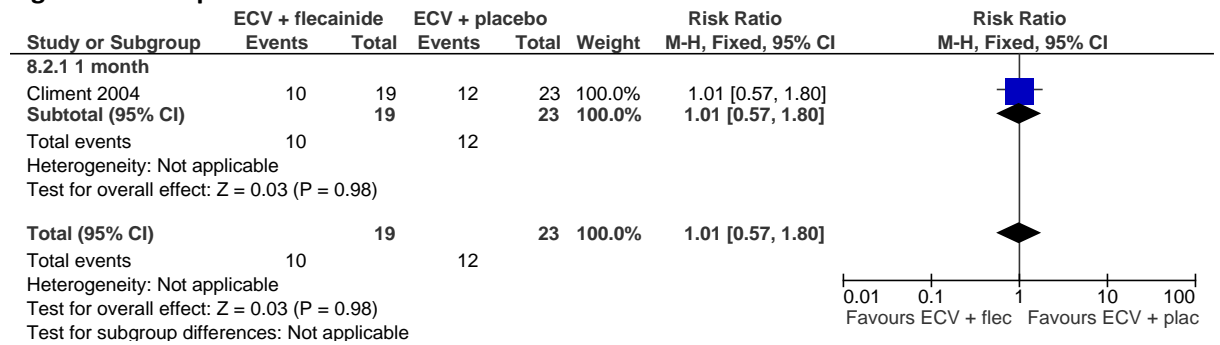 ECV + flecainide ECV + placebo Risk Ratio Risk Ratio
Study or Subgroup Events Total Events Total Weight M-H, Fixed, 95% CI M-H, Fixed, 95% CI
8.2.1 1 month
Climent 2004 10 19 12 23 100.0% 1.01 [0.57, 1.80]
Subtotal (95% CI) 19 23 100.0% 1.01 [0.57, 1.80]
Total events 10 12
Heterogeneity: Not applicable
Test for overall effect: Z = 0.03 (P = 0.98)
Total (95% CI) 19 23 100.0% 1.01 [0.57, 1.80]
Total events 10 12
Heterogeneity: Not applicable
Test for overall effect: Z = 0.03 (P = 0.98)
Test for subgroup differences: Not applicable
0.01 0.1 1 10 100
Favours ECV + flec Favours ECV + plac